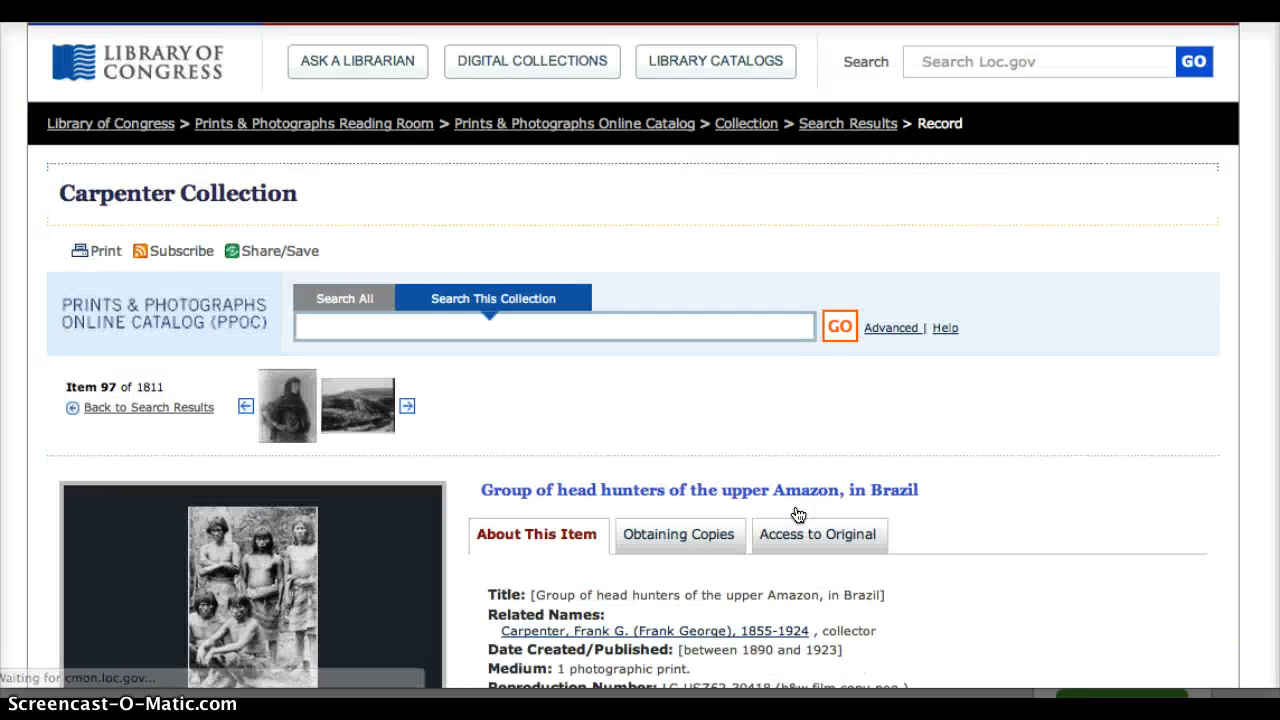 LIBRARY OF
CONGRESS
ASK A LIBRARIAN
DIGITAL COLLECTIONS
LIBRARY CATALOGS
Search
Search Loc.gov
GO
Library of Congress > Prints & Photographs Reading Room > Prints & Photographs Online Catalog > Collection > Search Results > Record
Carpenter Collection
Print Subscribe Share/Save
PRINTS & PHOTOGRAPHS
ONLINE CATALOG (PPOC)
Search All
Search This Collection
GO
Advanced | Help
Item 97 of 1811
Back to Search Results
Group of head hunters of the upper Amazon, in Brazil
About This Item
Obtaining Copies
Access to Original
Title: [Group of head hunters of the upper Amazon, in Brazil]
Related Names:
Carpenter, Frank G. (Frank George), 1855-1924 , collector
Date Created/Published: [between 1890 and 1923]
Medium: 1 photographic print.
Reproduction Number:
Waiting for cmon.loc.gov...
Screencast-O-Matic.com